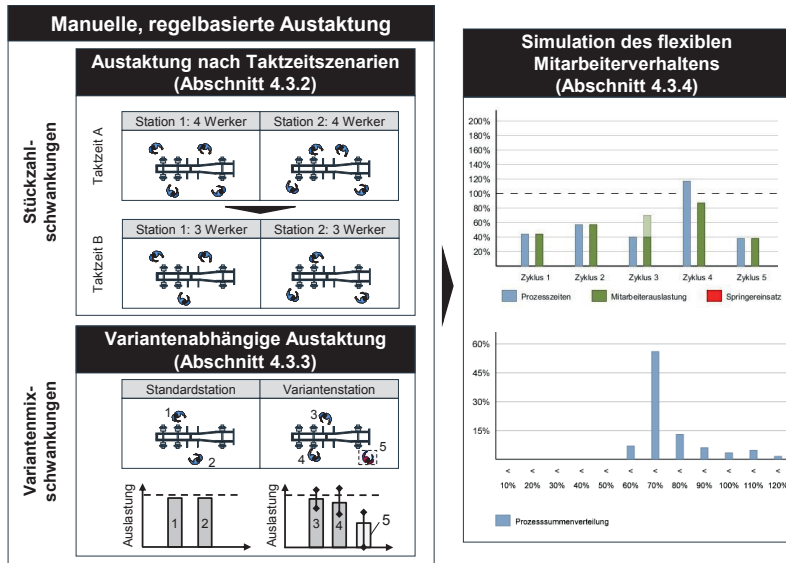 Manuelle, regelbasierte Austaktung
Stückzahl-
schwankungen
Austaktung nach Taktzeitszenarien
(Abschnitt 4.3.2)
Taktzeit A
Station 1: 4 Werker
Station 2: 4 Werker
Taktzeit B
Station 1: 3 Werker
Station 2: 3 Werker
Variantenmix-
schwankungen
Variantenabhängige Austaktung
(Abschnitt 4.3.3)
Standardstation
Variantenstation
1
2
3
4
5
Auslastung
1
2
Auslastung
3
4
5
Simulation des flexiblen
Mitarbeiterverhaltens
(Abschnitt 4.3.4)
200%
180%
160%
140%
120%
100%
80%
60%
40%
20%
Zyklus 1
Zyklus 2
Zyklus 3
Zyklus 4
Zyklus 5
Prozesszeiten
Mitarbeiterauslastung
Springereinsatz
60%
45%
30%
15%
< < < < < < < < < < < <
10% 20% 30% 40% 50% 60% 70% 80% 90% 100% 110% 120%
Prozesssummenverteilung